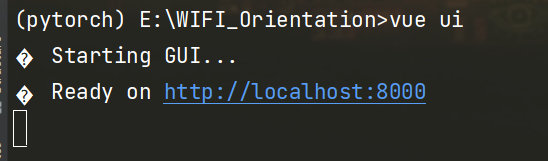 (pytorch) E:\WIFI_Orientation>vue ui
� Starting GUI...
� Ready on http://localhost:8000